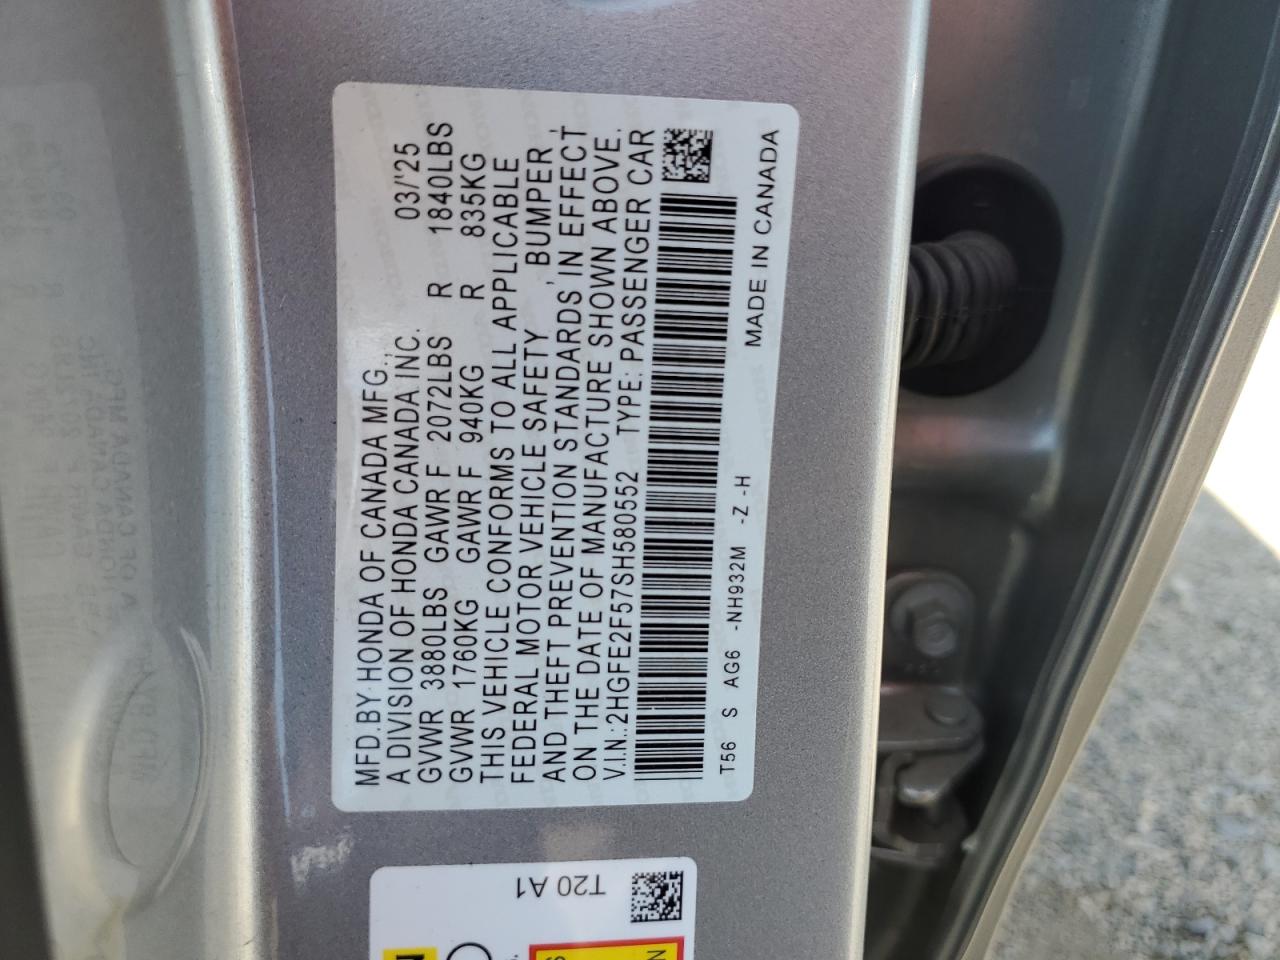 MFD.BY HONDA OF CANADA MFG.,
A DIVISION OF HONDA CANADA INC. 03/'25
GVWR 3880LBS GAWR F 2072LBS R 1840LBS
GVWR 1760KG GAWR F 940KG R 835KG
THIS VEHICLE CONFORMS TO ALL APPLICABLE
FEDERAL MOTOR VEHICLE SAFETY , BUMPER,
AND THEFT PREVENTION STANDARDS IN EFFECT
ON THE DATE OF MANUFACTURE SHOWN ABOVE.
V.I.N.:2HGFE2F57SH580552 TYPE:PASSENGER CAR
T56 S AG6 -NH932M -Z -H
MADE IN CANADA
T20 A1